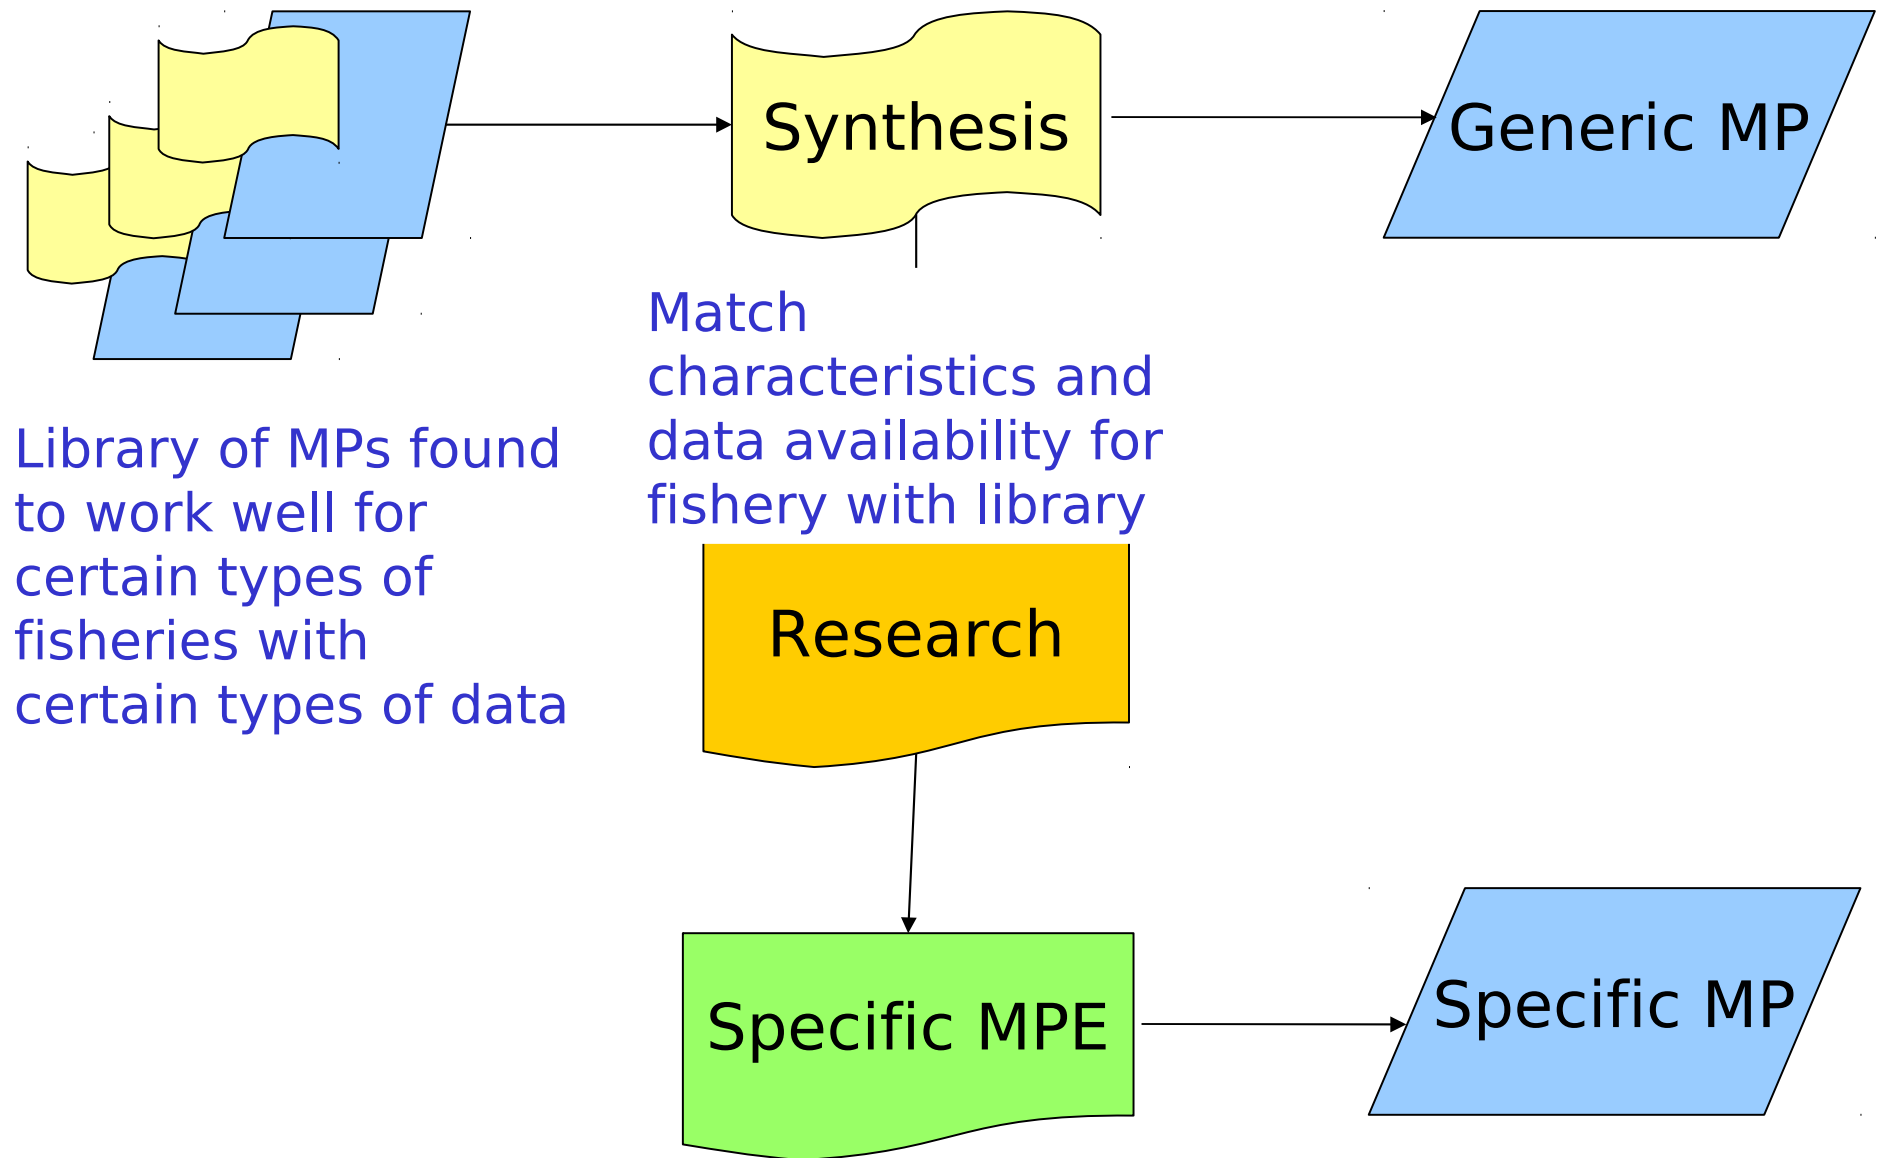 Synthesis
Generic MP
Match
characteristics and
data availability for
fishery with library
Library of MPs found
to work well for
certain types of
fisheries with
certain types of data
Research
Specific MPE
Specific MP